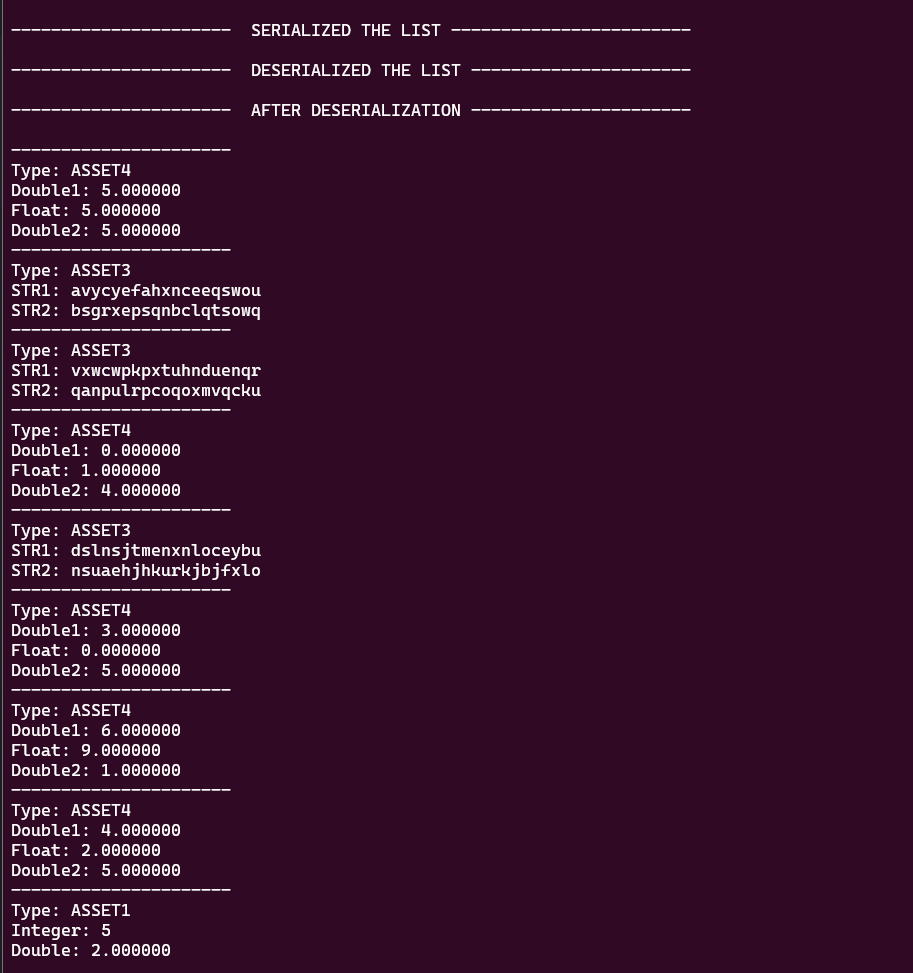 ----------------------  SERIALIZED THE LIST ------------------------
----------------------  DESERIALIZED THE LIST ----------------------
----------------------  AFTER DESERIALIZATION ----------------------
----------------------
Type: ASSET4
Double1: 5.000000
Float: 5.000000
Double2: 5.000000
----------------------
Type: ASSET3
STR1: avycyefahxnceeqswou
STR2: bsgrxepsqnbclqtsowq
----------------------
Type: ASSET3
STR1: vxwcwpkpxtuhnduenqr
STR2: qanpulrpcoqoxmvqcku
----------------------
Type: ASSET4
Double1: 0.000000
Float: 1.000000
Double2: 4.000000
----------------------
Type: ASSET3
STR1: dslnsjtmenxnloceybu
STR2: nsuaehjhkurkjbjfxlo
----------------------
Type: ASSET4
Double1: 3.000000
Float: 0.000000
Double2: 5.000000
----------------------
Type: ASSET4
Double1: 6.000000
Float: 9.000000
Double2: 1.000000
----------------------
Type: ASSET4
Double1: 4.000000
Float: 2.000000
Double2: 5.000000
----------------------
Type: ASSET1
Integer: 5
Double: 2.000000